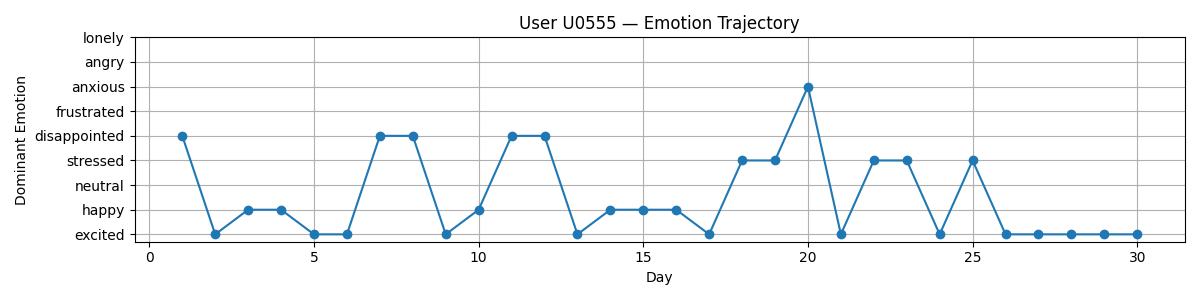 User U0555 — Emotion Trajectory
Dominant Emotion
lonely
angry
anxious
frustrated
disappointed
stressed
neutral
happy
excited
0 5 10 15 20 25 30
Day